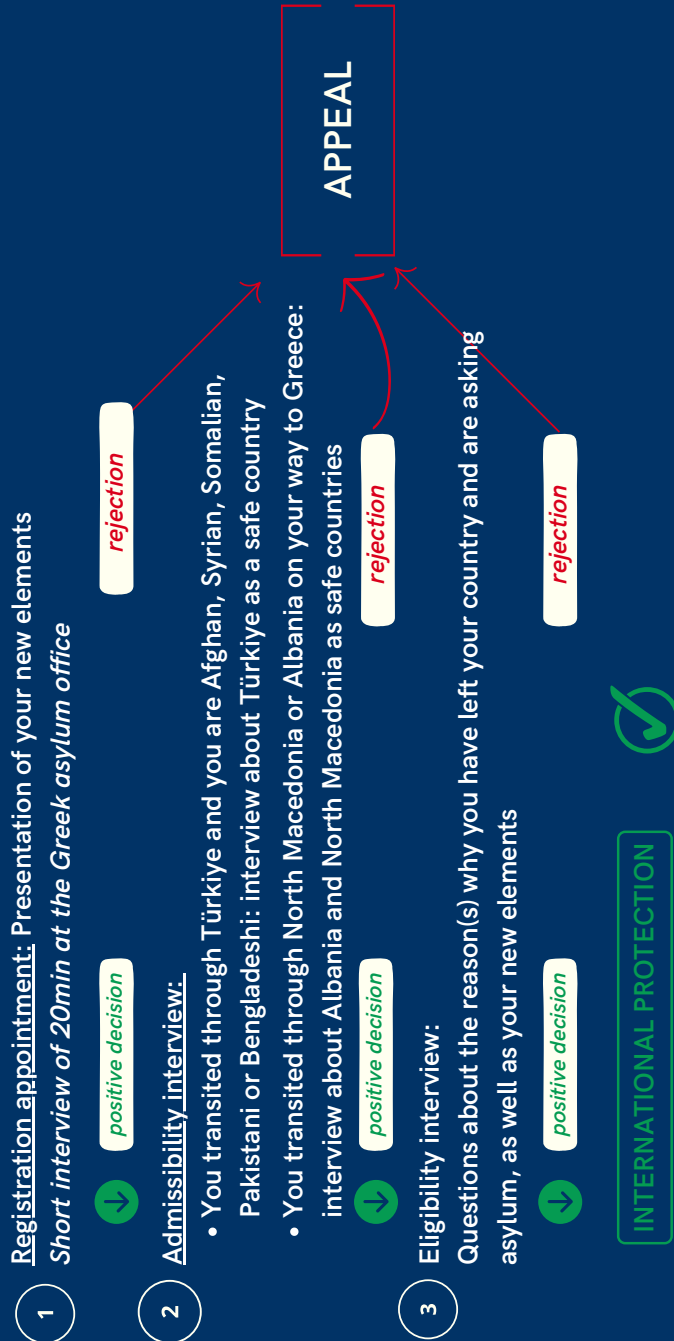 1
Registration appointment: Presentation of your new elements
Short interview of 20min at the Greek asylum office
positive decision
rejection
2
Admissibility interview:
• You transited through Türkiye and you are Afghan, Syrian, Somalian,
Pakistani or Bengladeshi: interview about Türkiye as a safe country
• You transited through North Macedonia or Albania on your way to Greece:
interview about Albania and North Macedonia as safe countries
positive decision
rejection
APPEAL
3
Eligibility interview:
Questions about the reason(s) why you have left your country and are asking
asylum, as well as your new elements
positive decision
rejection
INTERNATIONAL PROTECTION